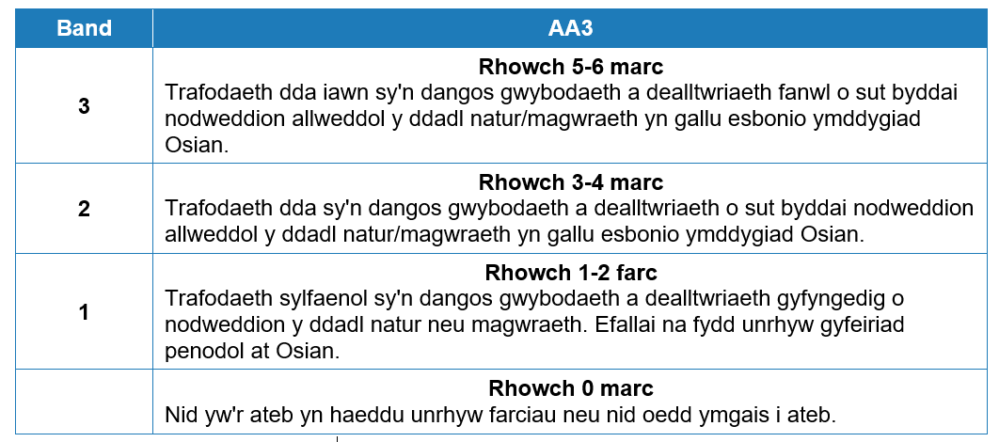 Band AA3
Rhowch 5-6 marc
3
Trafodaeth dda iawn sy'n dangos gwybodaeth a dealltwriaeth fanwl o sut byddai
nodweddion allweddol y ddadl natur/magwraeth yn gallu esbonio ymddygiad
Osian.
Rhowch 3-4 marc
2
Trafodaeth dda sy'n dangos gwybodaeth a dealltwriaeth o sut byddai nodweddion
allweddol y ddadl natur/magwraeth yn gallu esbonio ymddygiad Osian.
Rhowch 1-2 farc
1
Trafodaeth sylfaenol sy'n dangos gwybodaeth a dealltwriaeth gyfyngedig o
nodweddion y ddadl natur neu magwraeth. Efallai na fydd unrhyw gyfeiriad
penodol at Osian.
Rhowch 0 marc
Nid yw'r ateb yn haeddu unrhyw farciau neu nid oedd ymgais i ateb.